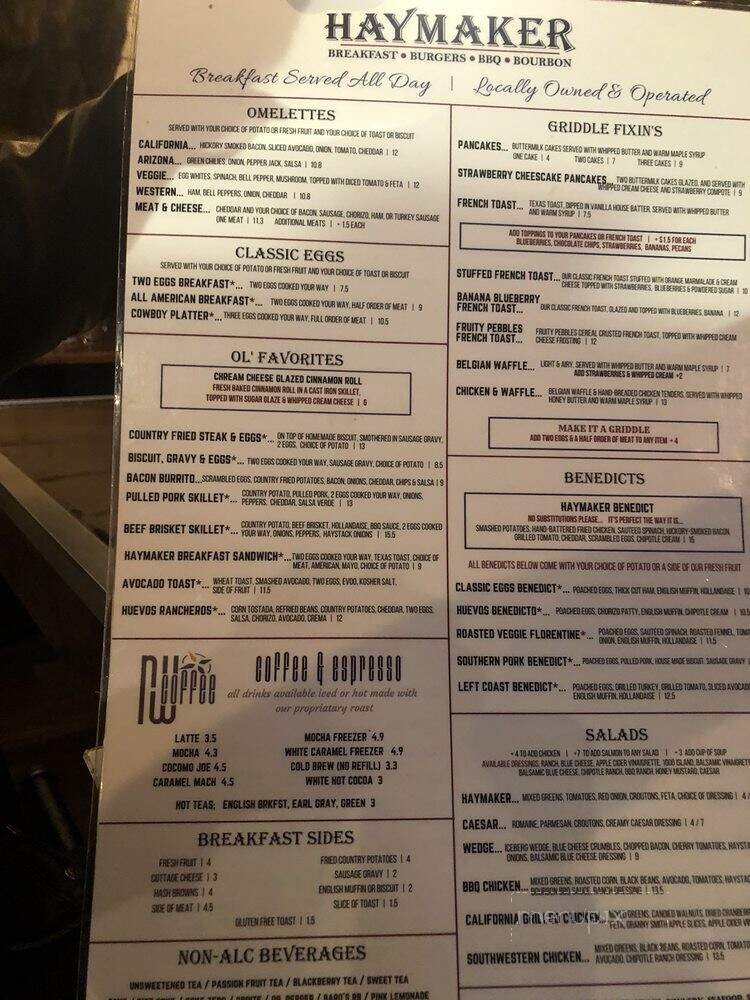 HAYMAKER
BREAKFAST • BURGERS • BBQ • BOURBON
Breakfast Served All Day | Locally Owned & Operated
OMELETTES
SERVED WITH YOUR CHOICE OF POTATO OR FRESH FRUIT AND YOUR CHOICE OF TOAST OR BISCUIT
CALIFORNIA... HICKORY SMOKED BACON, SLICED AVOCADO, ONION, TOMATO, CHEDDAR | 12
ARIZONA... GREEN CHILIES, ONION, PEPPER JACK, SALSA | 10.8
VEGGIE... EGG WHITES, SPINACH, BELL PEPPER, MUSHROOM, TOPPED WITH DICED TOMATO & FETA | 12
WESTERN... HAM, BELL PEPPERS, ONION, CHEDDAR | 10.8
MEAT & CHEESE... CHEDDAR AND YOUR CHOICE OF BACON, SAUSAGE, CHORIZO, HAM, OR TURKEY SAUSAGE
ONE MEAT | 11.3 ADDITIONAL MEATS | + 1.5 EACH
CLASSIC EGGS
SERVED WITH YOUR CHOICE OF POTATO OR FRESH FRUIT AND YOUR CHOICE OF TOAST OR BISCUIT
TWO EGGS BREAKFAST*... TWO EGGS COOKED YOUR WAY | 7.5
ALL AMERICAN BREAKFAST*... TWO EGGS COOKED YOUR WAY, HALF ORDER OF MEAT | 9
COWBOY PLATTER*... THREE EGGS COOKED YOUR WAY, FULL ORDER OF MEAT | 10.5
OL' FAVORITES
CHREAM CHEESE GLAZED CINNAMON ROLL
FRESH BAKED CINNAMON ROLL IN A CAST IRON SKILLET,
TOPPED WITH SUGAR GLAZE & WHIPPED CREAM CHEESE | 6
COUNTRY FRIED STEAK & EGGS*... ON TOP OF HOMEMADE BISCUIT, SMOTHERED IN SAUSAGE GRAVY,
2 EGGS, CHOICE OF POTATO | 13
BISCUIT, GRAVY & EGGS*... TWO EGGS COOKED YOUR WAY, SAUSAGE GRAVY, CHOICE OF POTATO | 8.5
BACON BURRITO...SCRAMBLED EGGS, COUNTRY FRIED POTATOES, BACON, ONIONS, CHEDDAR, CHIPS & SALSA | 9
PULLED PORK SKILLET*... COUNTRY POTATO, PULLED PORK, 2 EGGS COOKED YOUR WAY, ONIONS,
PEPPERS, CHEDDAR, SALSA VERDE | 13
BEEF BRISKET SKILLET*... COUNTRY POTATO, BEEF BRISKET, HOLLANDAISE, BBQ SAUCE, 2 EGGS COOKED
YOUR WAY, ONIONS, PEPPERS, HAYSTACK ONIONS | 15.5
HAYMAKER BREAKFAST SANDWICH*...TWO EGGS COOKED YOUR WAY, TEXAS TOAST, CHOICE OF
MEAT, AMERICAN, MAYO, CHOICE OF POTATO | 9
AVOCADO TOAST*... WHEAT TOAST, SMASHED AVOCADO, TWO EGGS, EVOO, KOSHER SALT,
SIDE OF FRUIT | 11.5
HUEVOS RANCHEROS*... CORN TOSTADA, REFRIED BEANS, COUNTRY POTATOES, CHEDDAR, TWO EGGS,
SALSA, CHORIZO, AVOCADO, CREMA | 12
NW coffee
coffee & espresso
all drinks available iced or hot made with
our propriatary roast
LATTE 3.5
MOCHA 4.3
COCOMO JOE 4.5
CARAMEL MACH 4.5
MOCHA FREEZER 4.9
WHITE CARAMEL FREEZER 4.9
COLD BREW (NO REFILL) 3.3
WHITE HOT COCOA 3
HOT TEAS; ENGLISH BRKFST, EARL GRAY, GREEN 3
BREAKFAST SIDES
FRESH FRUIT | 4
COTTAGE CHEESE | 3
HASH BROWNS | 4
SIDE OF MEAT | 4.5
FRIED COUNTRY POTATOES | 4
SAUSAGE GRAVY | 2
ENGLISH MUFFIN OR BISCUIT | 2
SLICE OF TOAST | 1.5
GLUTEN FREE TOAST | 1.5
NON-ALC BEVERAGES
UNSWEETENED TEA / PASSION FRUIT TEA / BLACKBERRY TEA / SWEET TEA
/ PINK LEMONADE
GRIDDLE FIXIN'S
PANCAKES... BUTTERMILK CAKES SERVED WITH WHIPPED BUTTER AND WARM MAPLE SYRUP
ONE CAKE | 4 TWO CAKES | 7 THREE CAKES | 9
STRAWBERRY CHEESCAKE PANCAKES... TWO BUTTERMILK CAKES GLAZED, AND SERVED WITH
WHIPPED CREAM CHEESE AND STRAWBERRY COMPOTE | 9
FRENCH TOAST... TEXAS TOAST, DIPPED IN VANILLA HOUSE BATTER, SERVED WITH WHIPPED BUTTER
AND WARM SYRUP | 7.5
ADD TOPPINGS TO YOUR PANCAKES OR FRENCH TOAST | + $1.5 FOR EACH
BLUEBERRIES, CHOCOLATE CHIPS, STRAWBERRIES, BANANAS, PECANS
STUFFED FRENCH TOAST... OUR CLASSIC FRENCH TOAST STUFFED WITH ORANGE MARMALADE & CREAM
CHEESE TOPPED WITH STRAWBERRIES, BLUEBERRIES & POWDERED SUGAR | 10
BANANA BLUEBERRY
FRENCH TOAST... OUR CLASSIC FRENCH TOAST, GLAZED AND TOPPED WITH BLUEBERRIES, BANANA | 12
FRUITY PEBBLES
FRENCH TOAST... FRUITY PEBBLES CEREAL CRUSTED FRENCH TOAST, TOPPED WITH WHIPPED CREAM
CHEESE FROSTING | 12
BELGIAN WAFFLE... LIGHT & AIRY, SERVED WITH WHIPPED BUTTER AND WARM MAPLE SYRUP | 7
ADD STRAWBERRIES & WHIPPED CREAM +2
CHICKEN & WAFFLE... BELGIAN WAFFLE & HAND-BREADED CHICKEN TENDERS, SERVED WITH WHIPPED
HONEY BUTTER AND WARM MAPLE SYRUP | 13
MAKE IT A GRIDDLE
ADD TWO EGGS & A HALF ORDER OF MEAT TO ANY ITEM + 4
BENEDICTS
HAYMAKER BENEDICT
NO SUBSTITUTIONS PLEASE... IT'S PERFECT THE WAY IT IS...
SMASHED POTATOES, HAND-BATTERED FRIED CHICKEN, SAUTEED SPINACH, HICKORY-SMOKED BACON,
GRILLED TOMATO, CHEDDAR, SCRAMBLED EGGS, CHIPOTLE CREAM | 15
ALL BENEDICTS BELOW COME WITH YOUR CHOICE OF POTATO OR A SIDE OF OUR FRESH FRUIT
CLASSIC EGGS BENEDICT*... POACHED EGGS, THICK CUT HAM, ENGLISH MUFFIN, HOLLANDAISE | 10
HUEVOS BENEDICTO*... POACHED EGGS, CHORIZO PATTY, ENGLISH MUFFIN, CHIPOTLE CREAM | 10.5
ROASTED VEGGIE FLORENTINE*... POACHED EGGS, SAUTÉED SPINACH, ROASTED FENNEL,
ONION, ENGLISH MUFFIN, HOLLANDAISE | 11.5
SOUTHERN PORK BENEDICT*... POACHED EGGS, PULLED PORK, HOUSE MADE BISCUIT, SAUSAGE GRAVY |
LEFT COAST BENEDICT*... POACHED EGGS, GRILLED TURKEY, GRILLED TOMATO, SLICED AVOCADO
ENGLISH MUFFIN, HOLLANDAISE | 12.5
SALADS
+ 4 TO ADD CHICKEN | +7 TO ADD SALMON TO ANY SALAD | + 3 ADD CUP OF SOUP
AVAILABLE DRESSINGS, RANCH, BLUE CHEESE, APPLE CIDER VINAIGRETTE, 1000 ISLAND, BALSAMIC VINAIGRETT
BALSAMIC BLUE CHEESE, CHIPOTLE RANCH, BBQ RANCH, HONEY MUSTARD, CAESAR
HAYMAKER... MIXED GREENS, TOMATOES, RED ONION, CROUTONS, FETA, CHOICE OF DRESSING | 4 /
CAESAR... ROMAINE, PARMESAN, CROUTONS, CREAMY CAESAR DRESSING | 4 / 7
WEDGE... ICEBERG WEDGE, BLUE CHEESE CRUMBLES, CHOPPED BACON, CHERRY TOMATOES, HAYSTA
ONIONS, BALSAMIC BLUE CHEESE DRESSING | 9
BBQ CHICKEN... MIXED GREENS, ROASTED CORN, BLACK BEANS, AVOCADO, TOMATOES, HAYSTAC
BOURBON BBQ SAUCE, RANCH DRESSING | 13.5
CALIFORNIA GRILLED CHICKEN... GREENS, CANDIED WALNUTS, DRIED CRANBERR
FETA, GRANNY SMITH APPLE SLICES, APPLE CIDER VIN
SOUTHWESTERN CHICKEN... MIXED GREENS, BLACK BEANS, ROASTED CORN, TOMATO
AVOCADO, CHIPOTLE RANCH DRESSING | 13.5